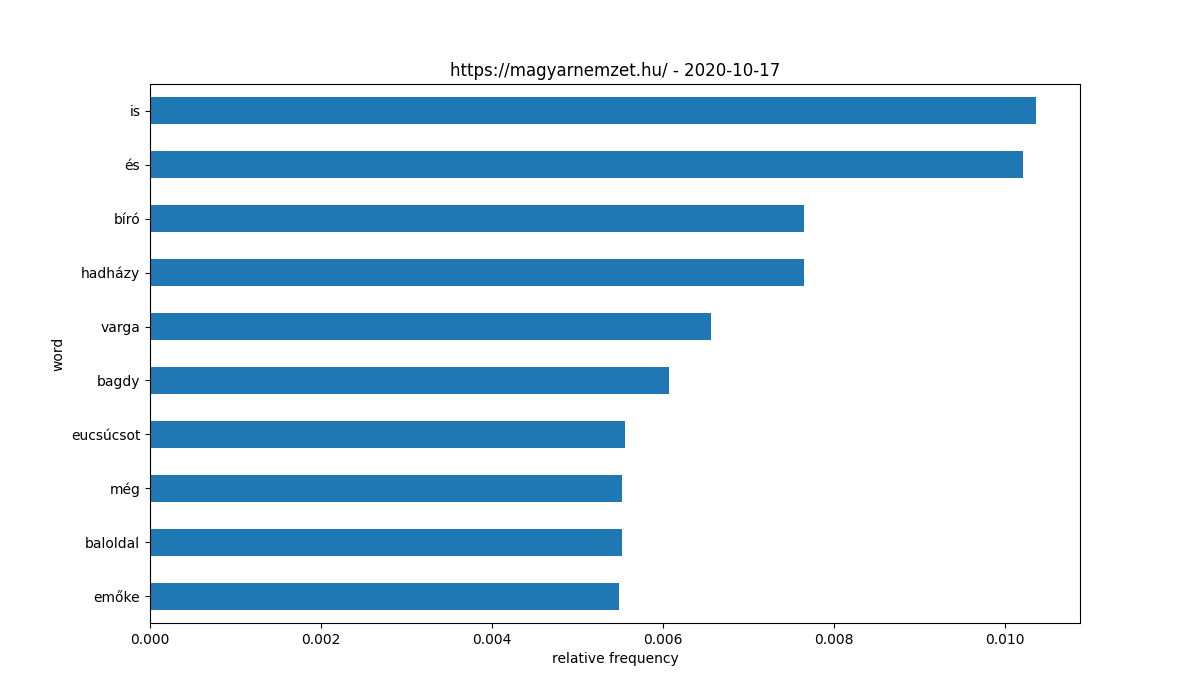 https://magyarnemzet.hu/ - 2020-10-17
word
is
és
bíró
hadházy
varga
bagdy
eucsúcsot
még
baloldal
emőke
0.000 0.002 0.004 0.006 0.008 0.010
relative frequency